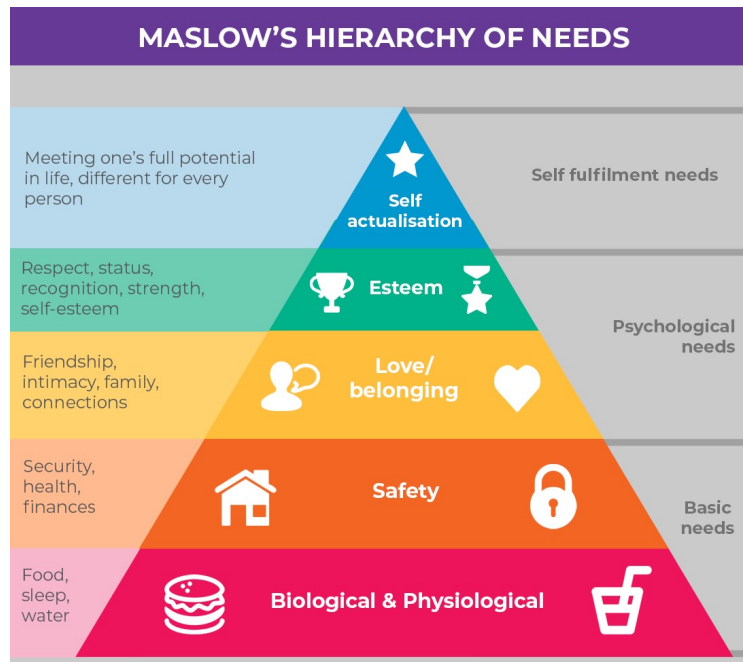 MASLOW’S HIERARCHY OF NEEDS
Meeting one’s full potential
in life, different for every
person
Self
actualisation
Self fulfilment needs
Respect, status,
recognition, strength,
self-esteem
Esteem
Psychological
needs
Friendship,
intimacy, family,
connections
Love/
belonging
Security,
health,
finances
Safety
Basic
needs
Food,
sleep,
water
Biological & Physiological